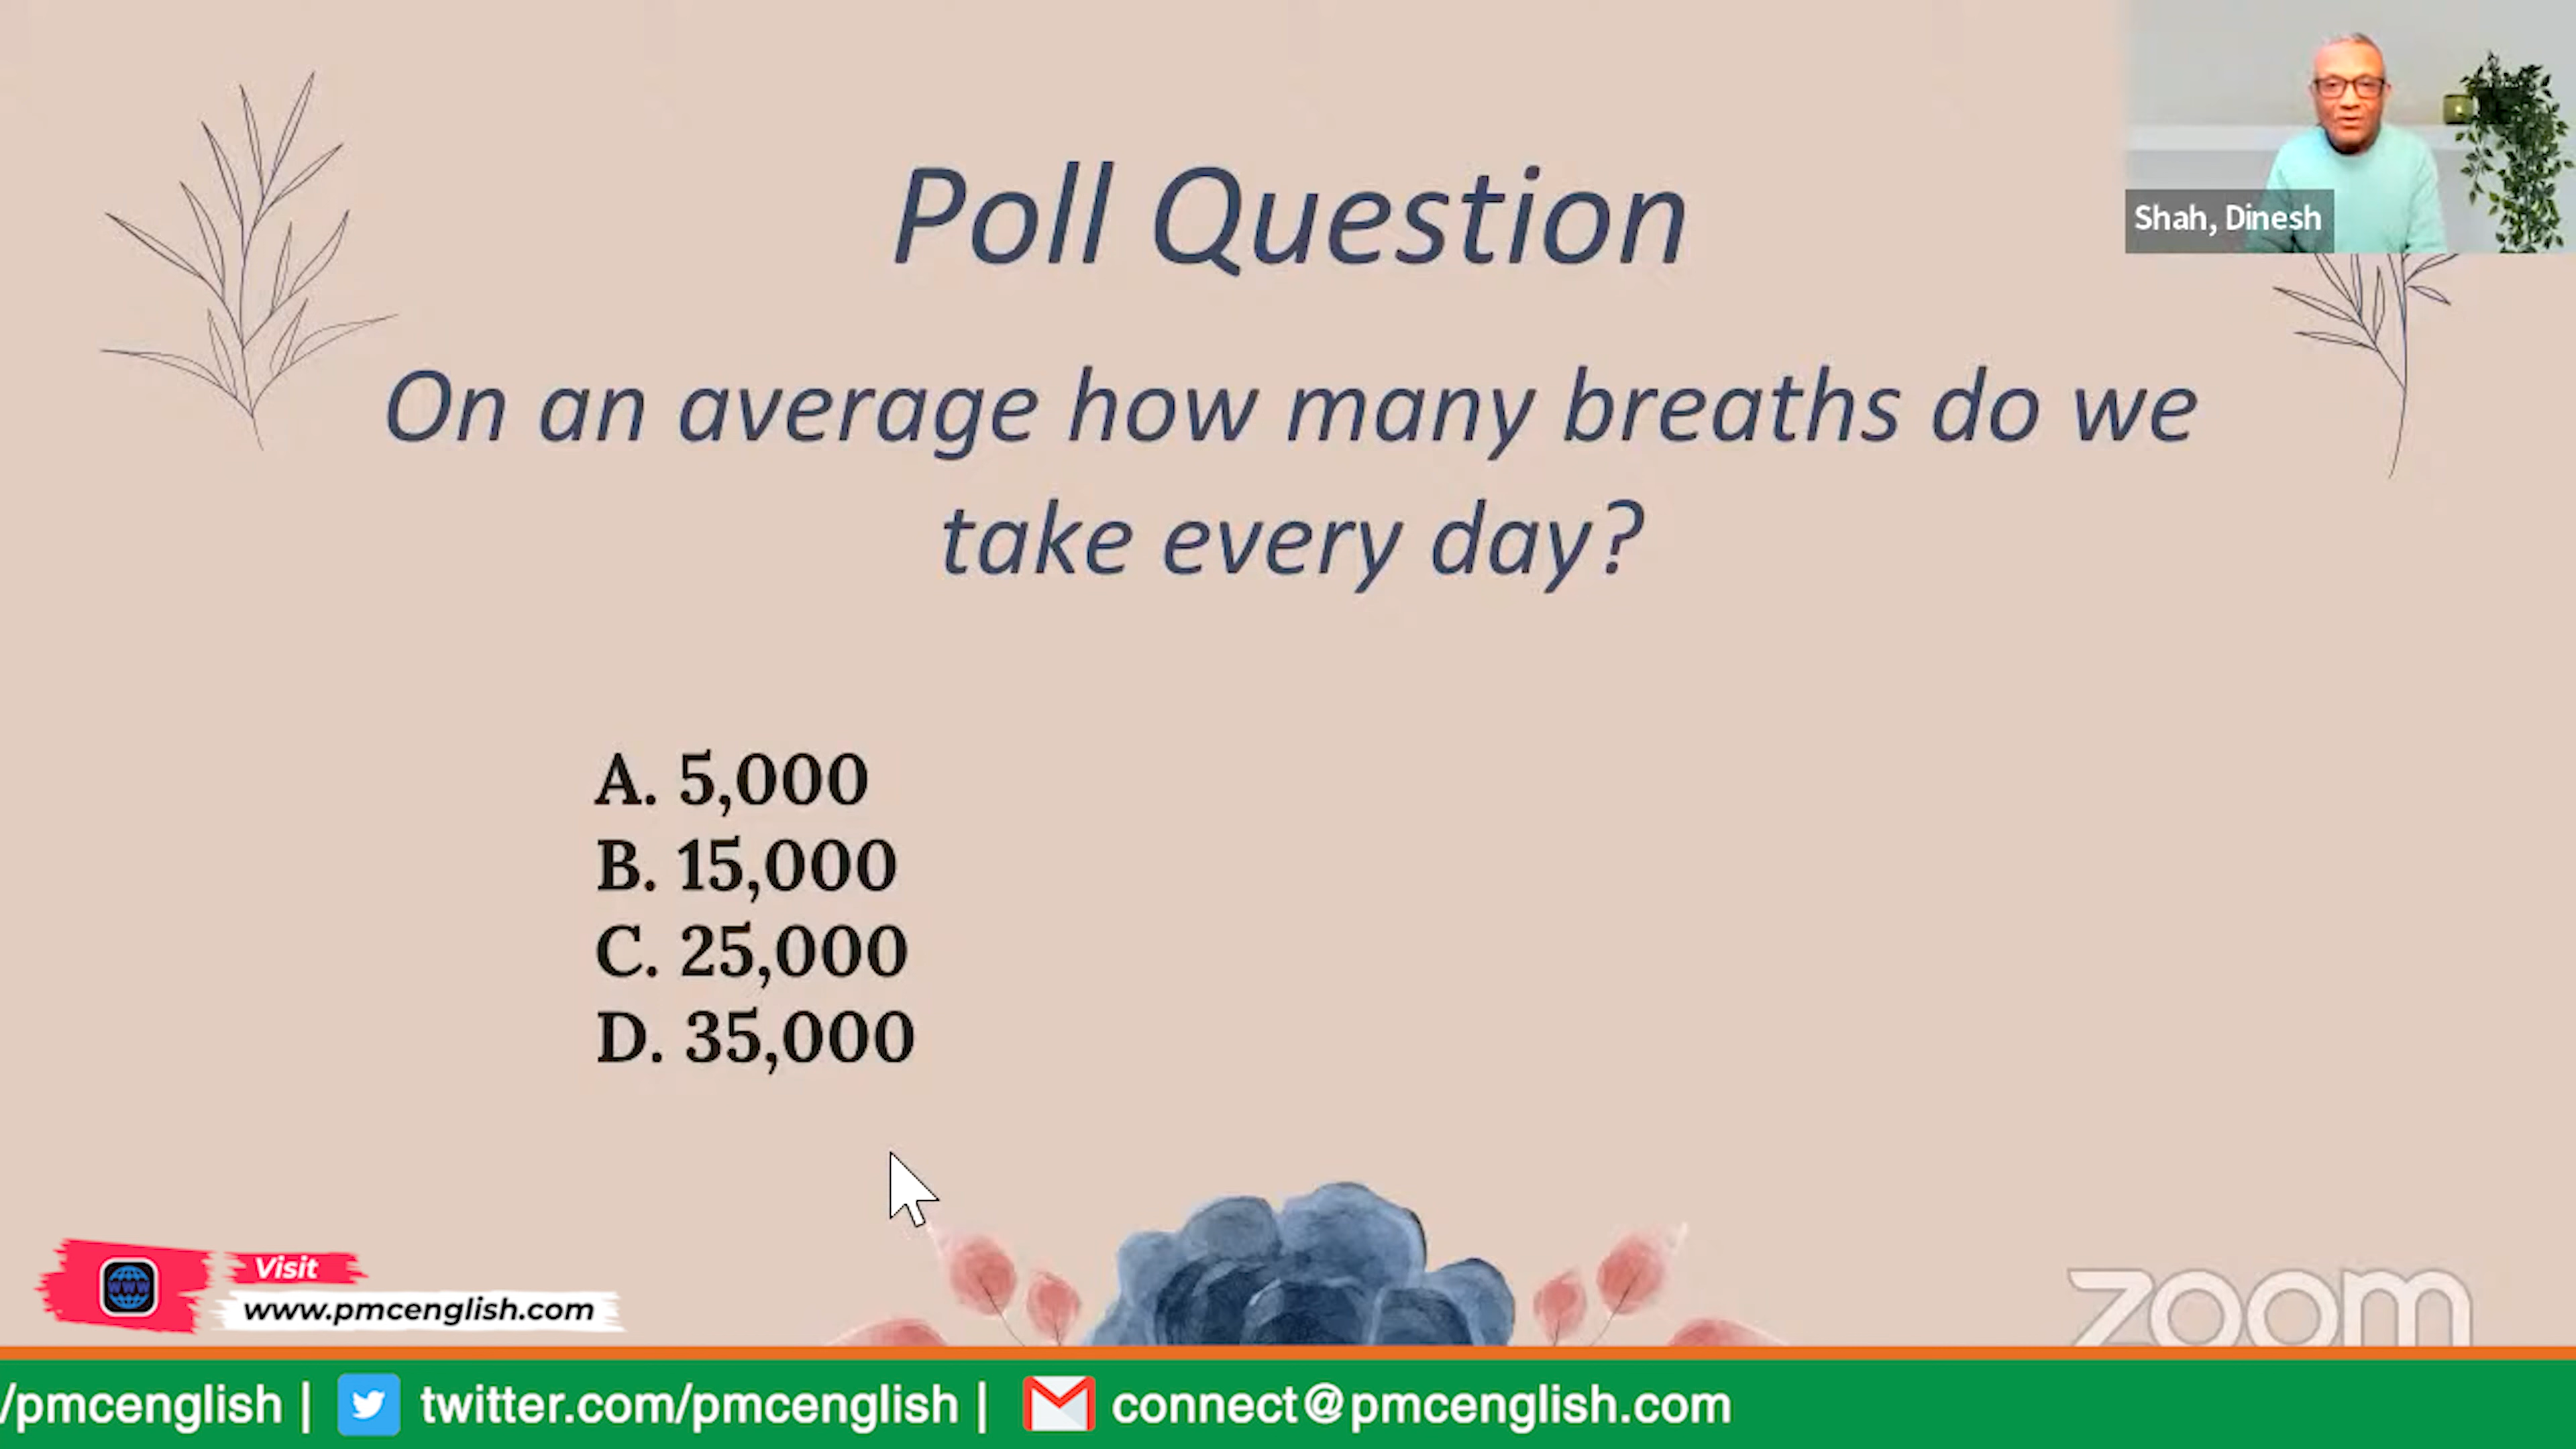 Poll Question
Shah, Dinesh
On an average how many breaths do we
take every day?
A. 5,000
B. 15,000
C. 25,000
D. 35,000
www
Visit
www.pmcenglish.com
zoom
/pmcenglish | twitter.com/pmcenglish | connect@pmcenglish.com